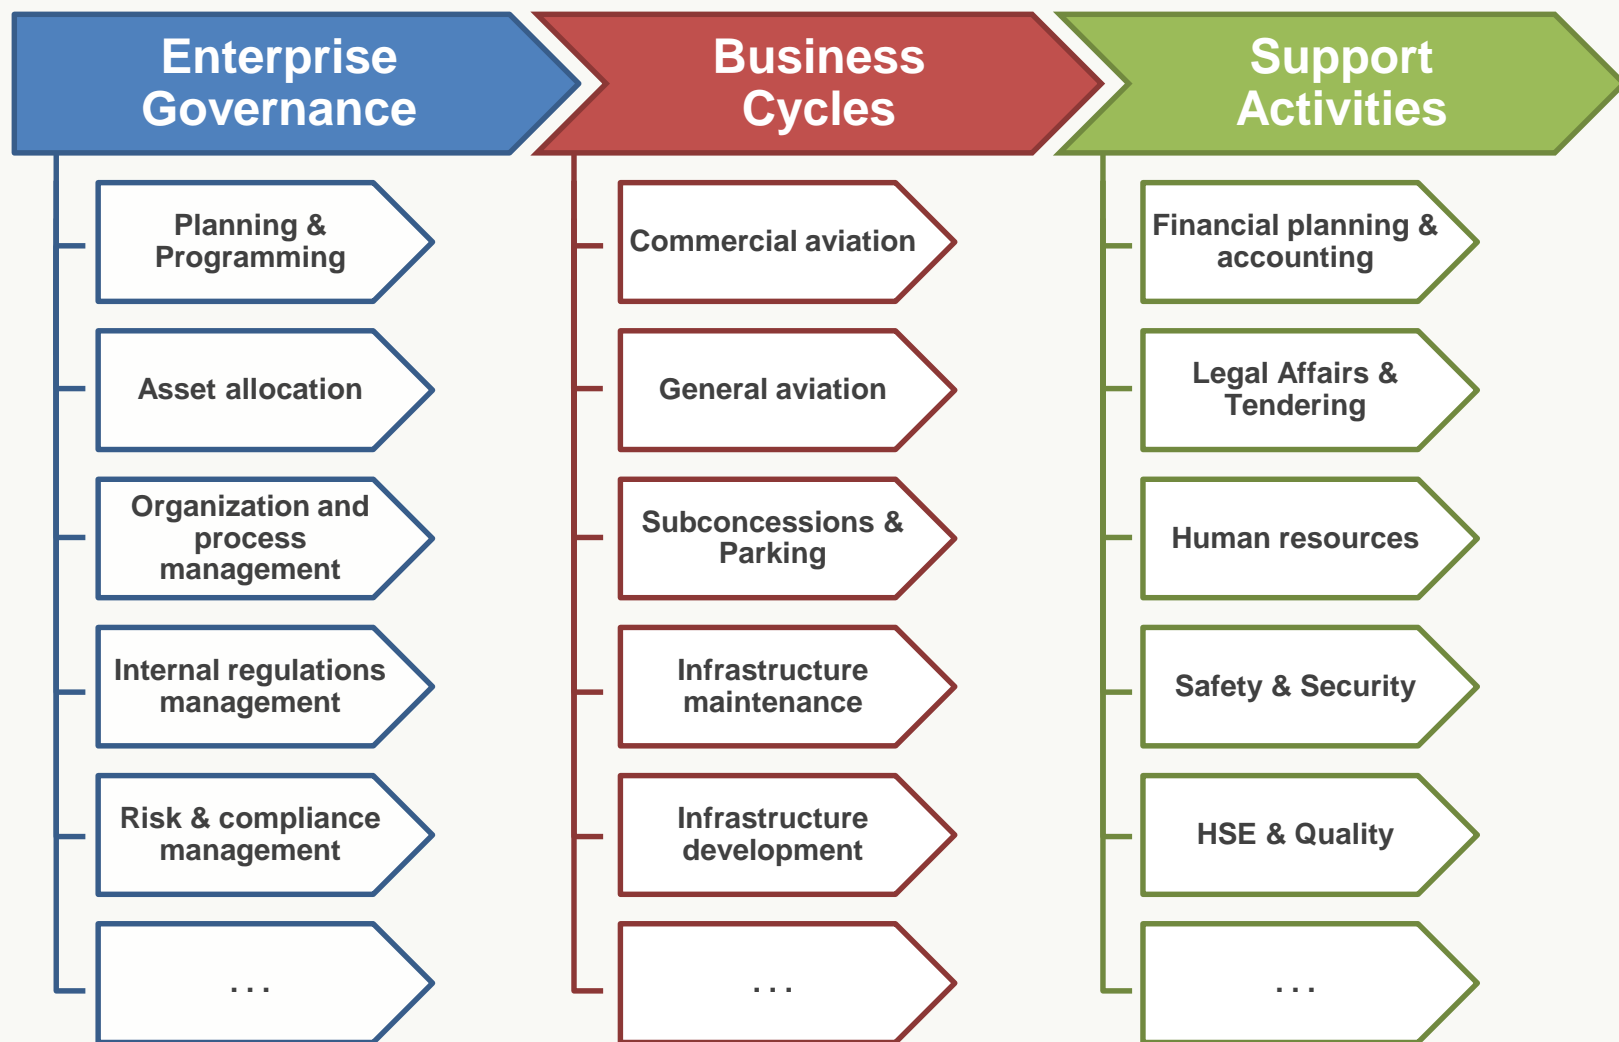 Enterprise
Governance
Business
Cycles
Support
Activities
Planning &
Programming
Asset allocation
Organization and
process
management
Internal regulations
management
Risk & compliance
management
. . .
Commercial aviation
General aviation
Subconcessions &
Parking
Infrastructure
maintenance
Infrastructure
development
. . .
Financial planning &
accounting
Legal Affairs &
Tendering
Human resources
Safety & Security
HSE & Quality
. . .